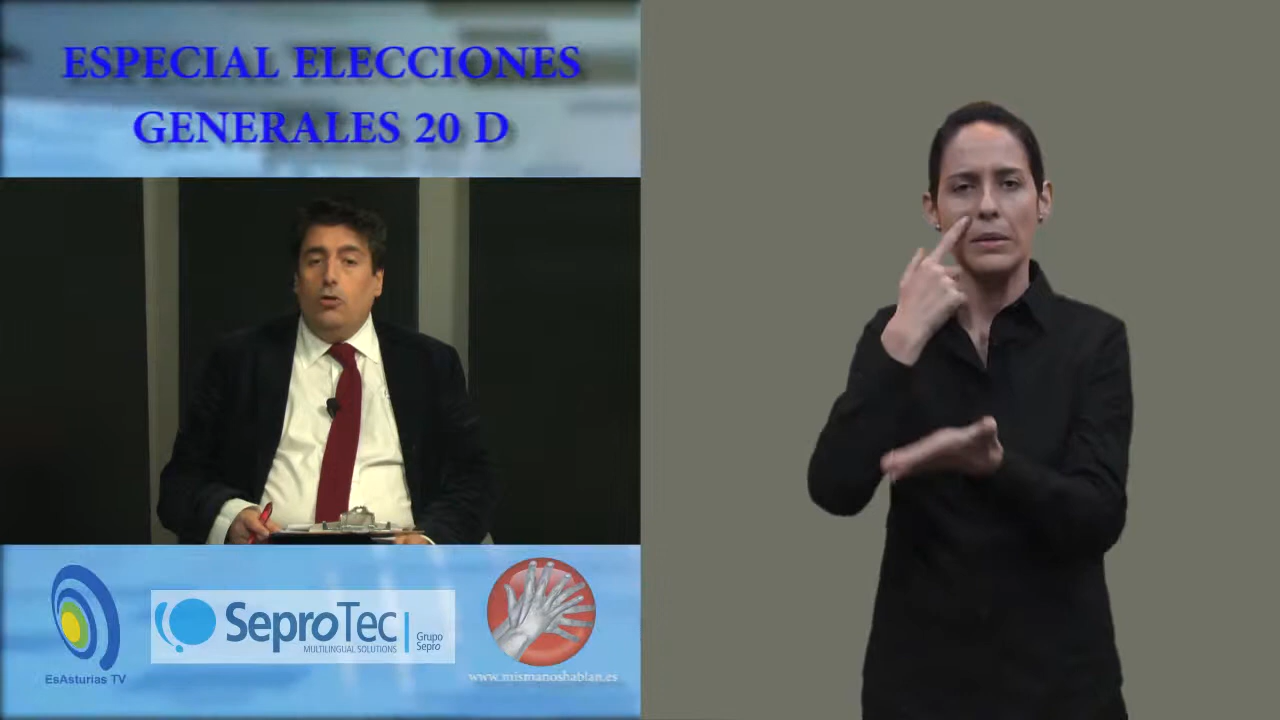 ESPECIAL ELECCIONES
GENERALES 20 D
EsAsturias TV
SeproTec
MULTILINGUAL SOLUTIONS
Grupo
Sepro
www.mismanoshablan.es